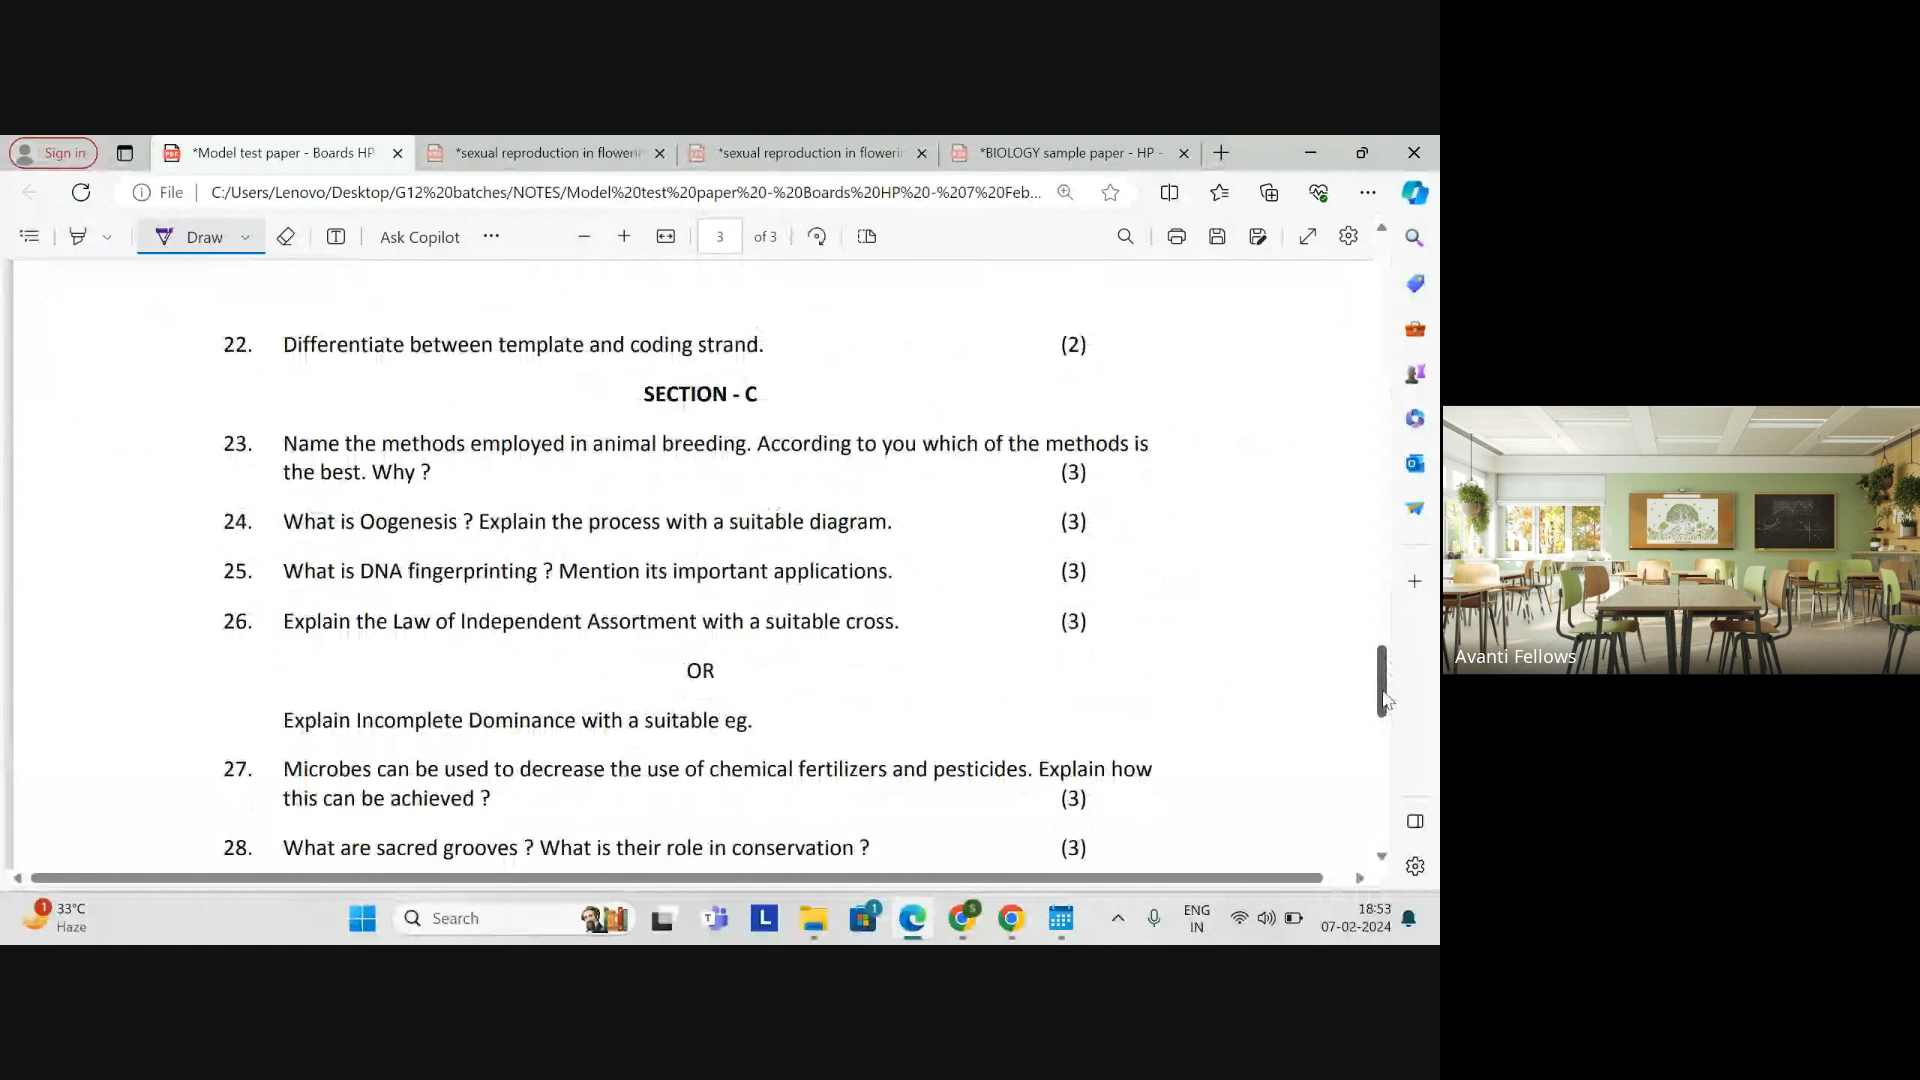 Sign in
*Model test paper - Boards HP
*sexual reproduction in floweri
*sexual reproduction in floweri
*BIOLOGY sample paper - HP -
File
C:/Users/Lenovo/Desktop/G12%20batches/NOTES/Model%20test%20paper%20-%20Boards%20HP%20-%207%20Feb...
Draw
Ask Copilot
3
of 3
22. Differentiate between template and coding strand. (2)
SECTION - C
23. Name the methods employed in animal breeding. According to you which of the methods is
the best. Why ? (3)
24. What is Oogenesis ? Explain the process with a suitable diagram. (3)
25. What is DNA fingerprinting ? Mention its important applications. (3)
26. Explain the Law of Independent Assortment with a suitable cross. (3)
OR
Explain Incomplete Dominance with a suitable eg.
27. Microbes can be used to decrease the use of chemical fertilizers and pesticides. Explain how
this can be achieved ? (3)
28. What are sacred grooves ? What is their role in conservation ? (3)
Avanti Fellows
1
33°C
Haze
Search
L
1
S
ENG
IN
18:53
07-02-2024